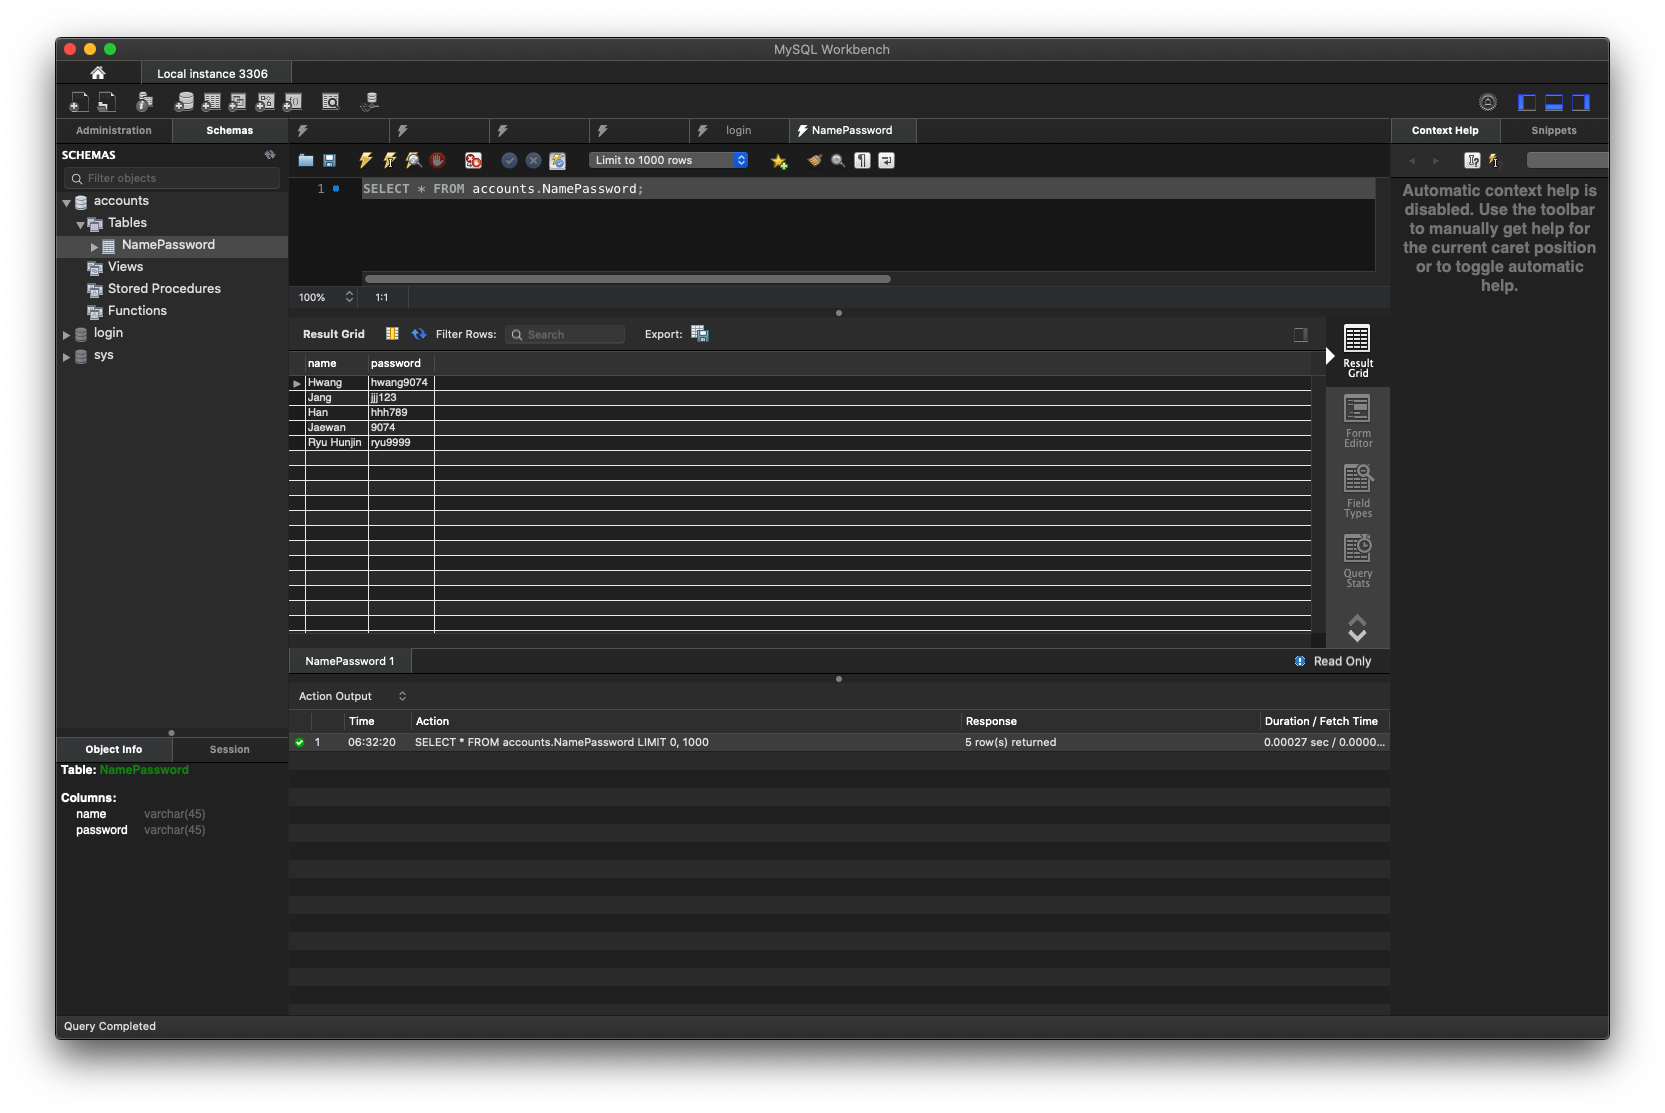 MySQL Workbench
Local instance 3306
Administration
Schemas
login
NamePassword
Context Help
Snippets
SCHEMAS
Filter objects
accounts
Tables
NamePassword
Views
Stored Procedures
Functions
login
sys
Limit to 1000 rows
1
SELECT * FROM accounts.NamePassword;
100%
1:1
Automatic context help is
disabled. Use the toolbar
to manually get help for
the current caret position
or to toggle automatic
help.
Result Grid
Filter Rows:
Search
Export:
name password
Hwang hwang9074
Jang jjj123
Han hhh789
Jaewan 9074
Ryu Hunjin ryu9999
Result
Grid
Form
Editor
Field
Types
Query
Stats
NamePassword 1
Read Only
Action Output
Time Action Response Duration / Fetch Time
1 06:32:20 SELECT * FROM accounts.NamePassword LIMIT 0, 1000 5 row(s) returned 0.00027 sec / 0.0000...
Object Info
Session
Table: NamePassword
Columns:
name varchar(45)
password varchar(45)
Query Completed